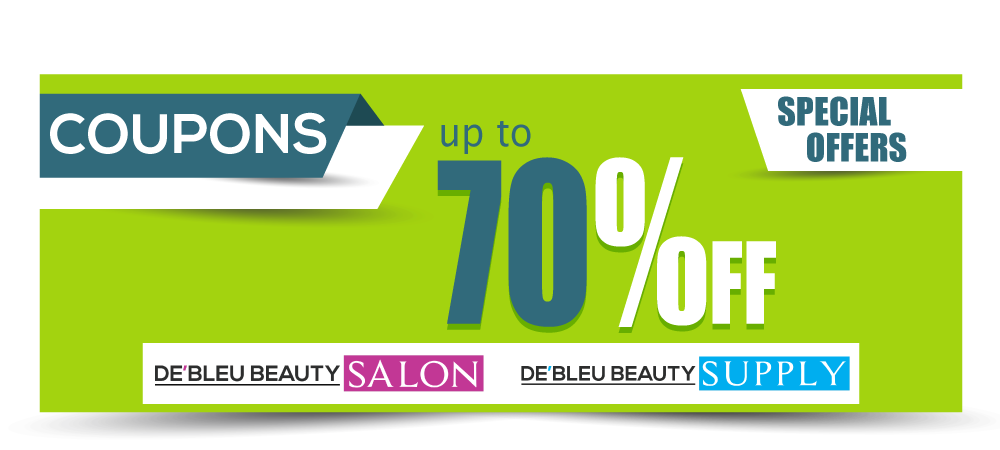 COUPONS
up to
70%OFF
SPECIAL
OFFERS
DE'BLEU BEAUTY SALON
DE'BLEU BEAUTY SUPPLY